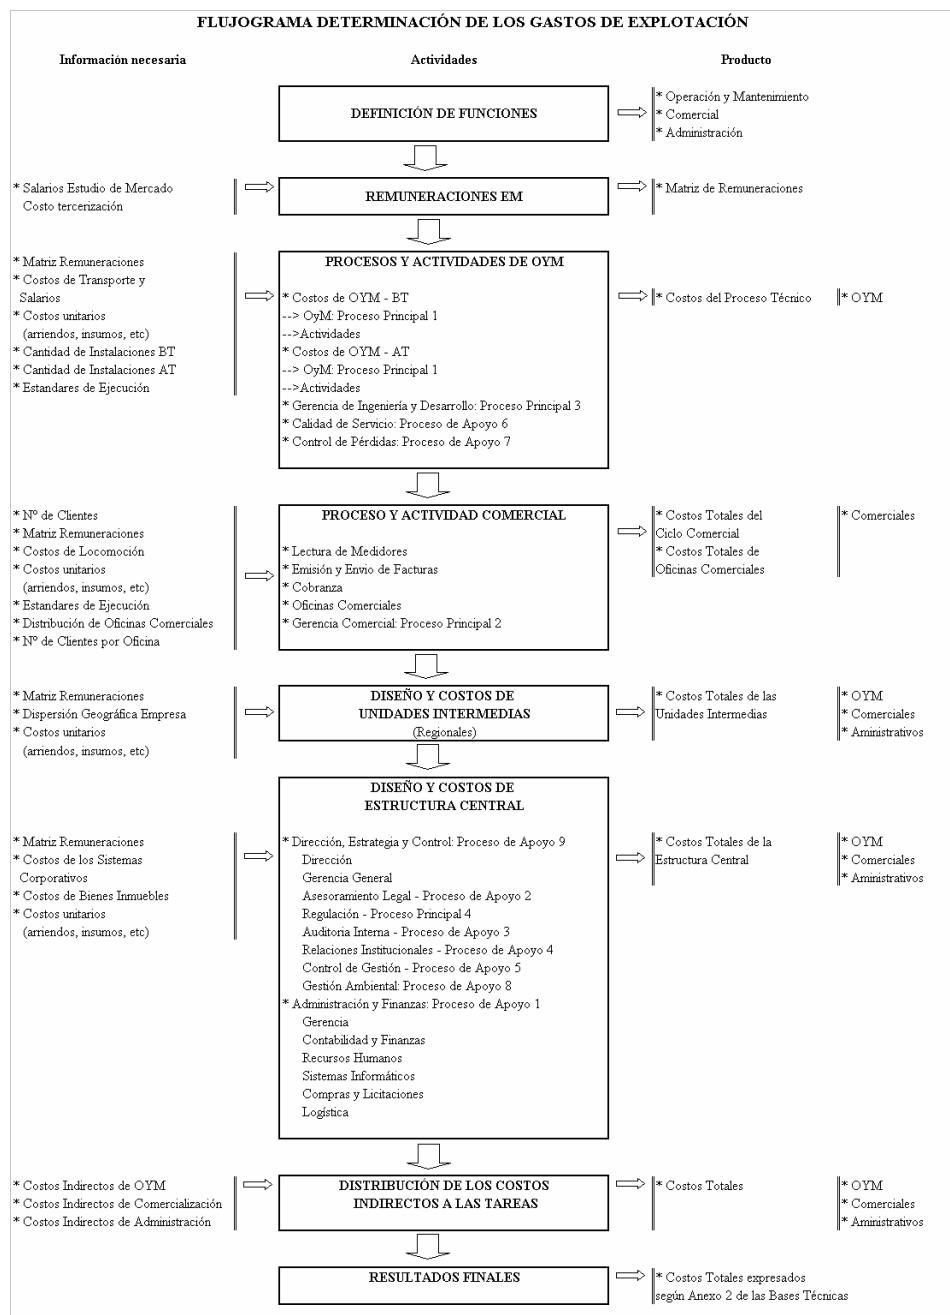 FLUJOGRAMA DETERMINACIÓN DE LOS GASTOS DE EXPLOTACIÓN
Información necesaria
Actividades
Producto
DEFINICIÓN DE FUNCIONES
* Operación y Mantenimiento
* Comercial
* Administración
* Salarios Estudio de Mercado
Costo tercerización
REMUNERACIONES EM
* Matriz de Remuneraciones
* Matriz Remuneraciones
* Costos de Transporte y
Salarios
* Costos unitarios
(arriendos, insumos, etc)
* Cantidad de Instalaciones BT
* Cantidad de Instalaciones AT
* Estandares de Ejecución
PROCESOS Y ACTIVIDADES DE OYM
* Costos de OYM - BT
--> OyM: Proceso Principal 1
-->Actividades
* Costos de OYM - AT
--> OyM: Proceso Principal 1
-->Actividades
* Gerencia de Ingeniería y Desarrollo: Proceso Principal 3
* Calidad de Servicio: Proceso de Apoyo 6
* Control de Pérdidas: Proceso de Apoyo 7
* Costos del Proceso Técnico
* OYM
* Nº de Clientes
* Matriz Remuneraciones
* Costos de Locomoción
* Costos unitarios
(arriendos, insumos, etc)
* Estandares de Ejecución
* Distribución de Oficinas Comerciales
* Nº de Clientes por Oficina
PROCESO Y ACTIVIDAD COMERCIAL
* Lectura de Medidores
* Emisión y Envio de Facturas
* Cobranza
* Oficinas Comerciales
* Gerencia Comercial: Proceso Principal 2
* Costos Totales del
Ciclo Comercial
* Costos Totales de
Oficinas Comerciales
* Comerciales
* Matriz Remuneraciones
* Dispersión Geográfica Empresa
* Costos unitarios
(arriendos, insumos, etc)
DISEÑO Y COSTOS DE
UNIDADES INTERMEDIAS
(Regionales)
* Costos Totales de las
Unidades Intermedias
* OYM
* Comerciales
* Aministrativos
* Matriz Remuneraciones
* Costos de los Sistemas
Corporativos
* Costos de Bienes Inmuebles
* Costos unitarios
(arriendos, insumos, etc)
DISEÑO Y COSTOS DE
ESTRUCTURA CENTRAL
* Dirección, Estrategia y Control: Proceso de Apoyo 9
Dirección
Gerencia General
Asesoramiento Legal - Proceso de Apoyo 2
Regulación - Proceso Principal 4
Auditoria Interna - Proceso de Apoyo 3
Relaciones Institucionales - Proceso de Apoyo 4
Control de Gestión - Proceso de Apoyo 5
Gestión Ambiental: Proceso de Apoyo 8
* Administración y Finanzas: Proceso de Apoyo 1
Gerencia
Contabilidad y Finanzas
Recursos Humanos
Sistemas Informáticos
Compras y Licitaciones
Logística
* Costos Totales de la
Estructura Central
* OYM
* Comerciales
* Aministrativos
* Costos Indirectos de OYM
* Costos Indirectos de Comercialización
* Costos Indirectos de Administración
DISTRIBUCIÓN DE LOS COSTOS
INDIRECTOS A LAS TAREAS
* Costos Totales
* OYM
* Comerciales
* Aministrativos
RESULTADOS FINALES
* Costos Totales expresados
según Anexo 2 de las Bases Técnicas